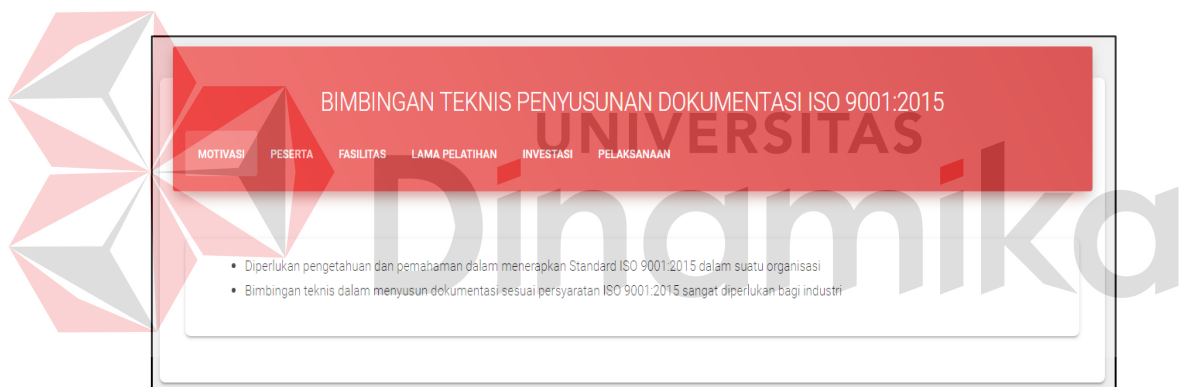 BIMBINGAN TEKNIS PENYUSUNAN DOKUMENTASI ISO 9001:2015
UNIVERSITAS
MOTIVASI PESERTA FASILITAS LAMA PELATIHAN INVESTASI PELAKSANAAN
Dinamika
Diperlukan pengetahuan dan pemahaman dalam menerapkan Standard ISO 9001:2015 dalam suatu organisasi
Bimbingan teknis dalam menyusun dokumentasi sesuai persyaratan ISO 9001:2015 sangat diperlukan bagi industri